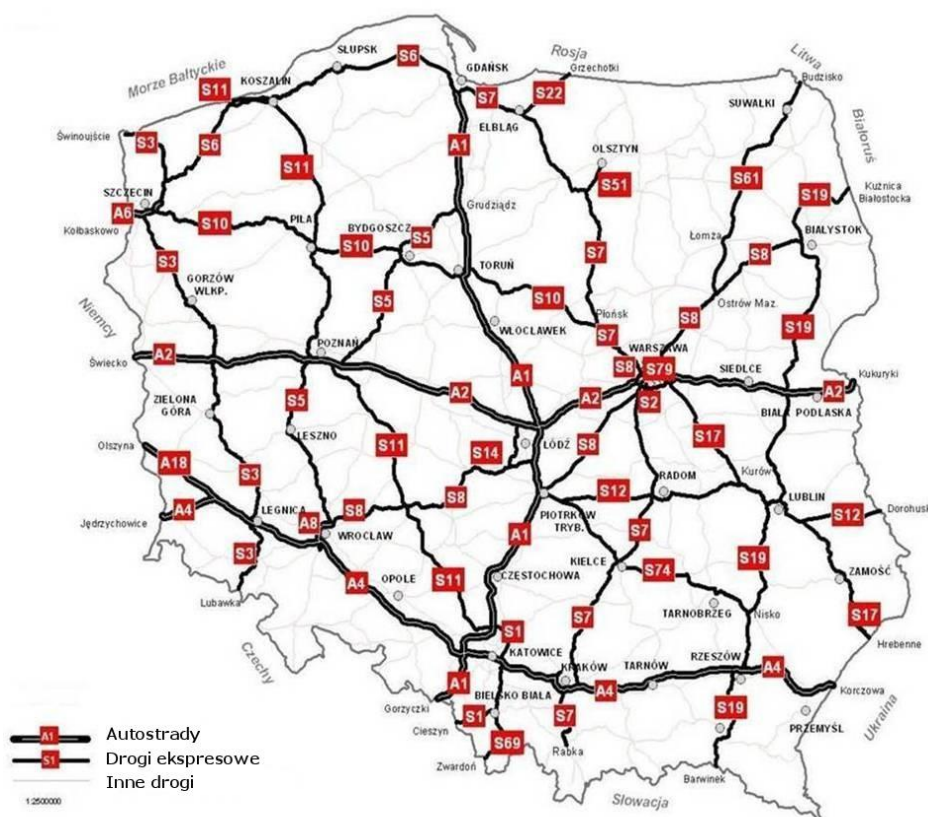 Morze Bałtyckie
SŁUPSK
S6
GDAŃSK
Rosja
Grzechotki
Litwa
Budzisko
S11
KOSZALIN
S7
S22
SUWAŁKI
Świnoujście
S3
S6
A1
ELBLĄG
Białoruś
S11
OLSZTYN
S51
S61
S19
Kuźnica
Białostocka
SZCZECIN
A6
Kołbaskowo
S10
PIŁA
BYDGOSZCZ
S5
Grudziądz
Łomża
BIAŁYSTOK
S10
S8
S3
S7
GORZÓW
WLKP.
S5
TORUŃ
S10
Ostrów Maz.
Niemcy
WŁOCŁAWEK
Płońsk
S8
S19
S7
Świecko
A2
POZNAŃ
WARSZAWA
S8
S79
SIEDLCE
Kukuryki
A1
A2
A2
S2
A2
BIAŁA PODLASKA
ZIELONA
GÓRA
S5
LESZNO
S17
Olszyna
S11
S14
ŁÓDŹ
S8
A18
S3
Kurów
S8
S12
RADOM
LUBLIN
A4
Jędrzychowice
LEGNICA
A8
S8
PIOTRKÓW
TRYB.
S12
Dorohusk
WROCŁAW
A1
S7
S3
KIELCE
S19
A4
OPOLE
S11
CZĘSTOCHOWA
S74
ZAMOŚĆ
Lubawka
TARNOBRZEG
Nisko
S7
S17
S1
Hrebenne
Czechy
KATOWICE
KRAKÓW
TARNÓW
RZESZÓW
A4
A1
A4
Korczowa
Gorzyczki
BIELSKO BIAŁA
S1
S7
S19
PRZEMYŚL
Ukraina
Cieszyn
S69
Rabka
Zwardoń
Barwinek
Słowacja
A1 Autostrady
S1 Drogi ekspresowe
Inne drogi
1:2500000